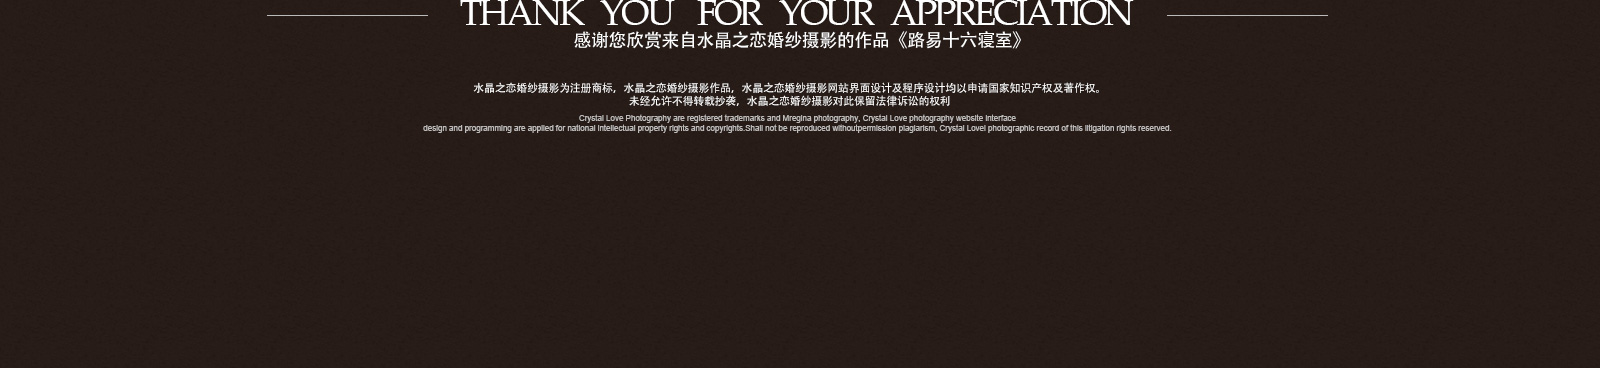 THANK YOU FOR YOUR APPRECIATION
感谢您欣赏来自水晶之恋婚纱摄影的作品《路易十六寝室》
水晶之恋婚纱摄影为注册商标，水晶之恋婚纱摄影作品，水晶之恋婚纱摄影网站界面设计及程序设计均以申请国家知识产权及著作权。
未经允许不得转载抄袭，水晶之恋婚纱摄影对此保留法律诉讼的权利
Crystal Love Photography are registered trademarks and Mregina photography, Crystal Love photography website interface
design and programming are applied for national intellectual property rights and copyrights.Shall not be reproduced withoutpermission plagiarism, Crystal Lovel photographic record of this litigation rights reserved.